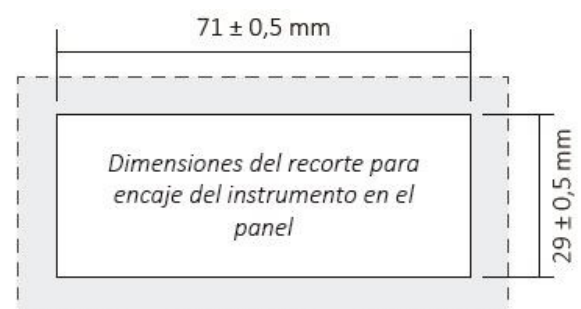 71 ± 0,5 mm
Dimensiones del recorte para
encaje del instrumento en el
panel
29 ± 0,5 mm